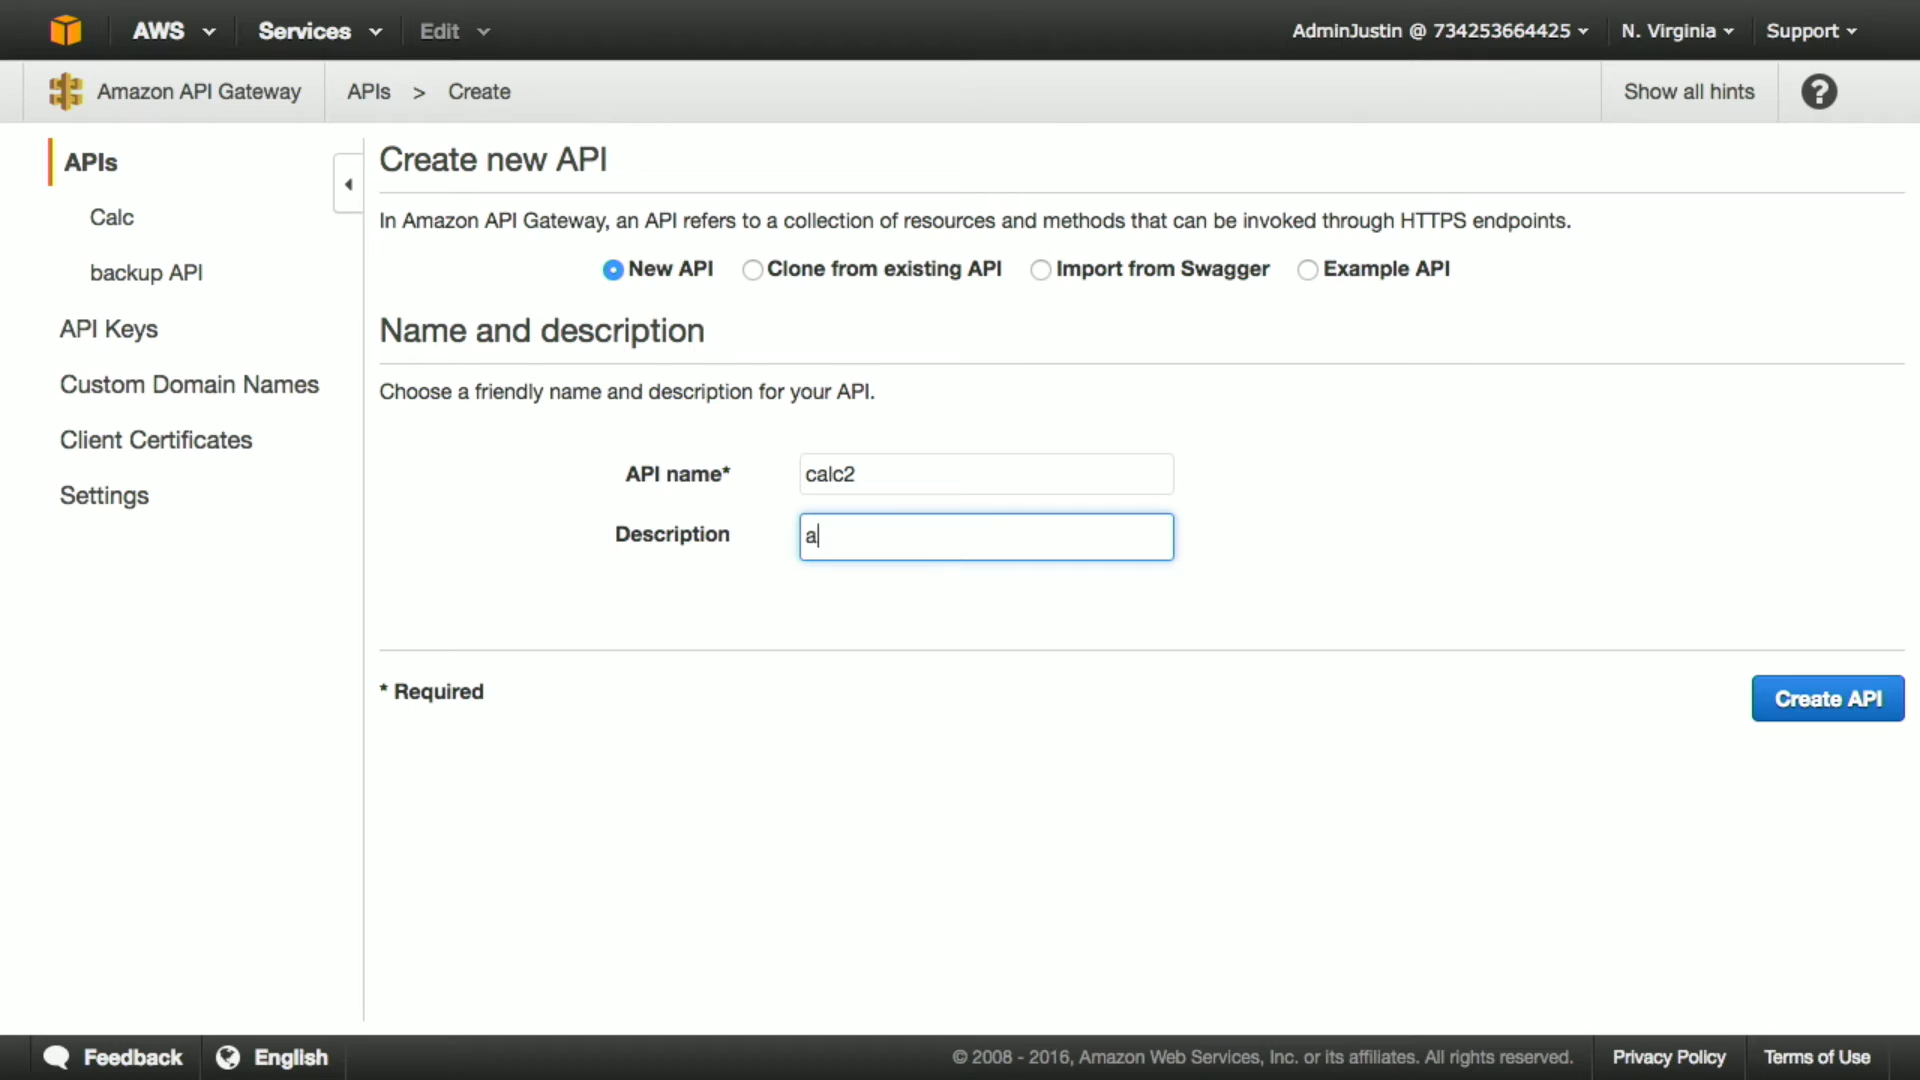 AWS Services Edit AdminJustin @ 734253664425 N. Virginia Support
Amazon API Gateway APIs > Create Show all hints ?
APIs
Calc
backup API
API Keys
Custom Domain Names
Client Certificates
Settings
Create new API
In Amazon API Gateway, an API refers to a collection of resources and methods that can be invoked through HTTPS endpoints.
New API Clone from existing API Import from Swagger Example API
Name and description
Choose a friendly name and description for your API.
API name* calc2
Description a
* Required Create API
Feedback English © 2008 - 2016, Amazon Web Services, Inc. or its affiliates. All rights reserved. Privacy Policy Terms of Use